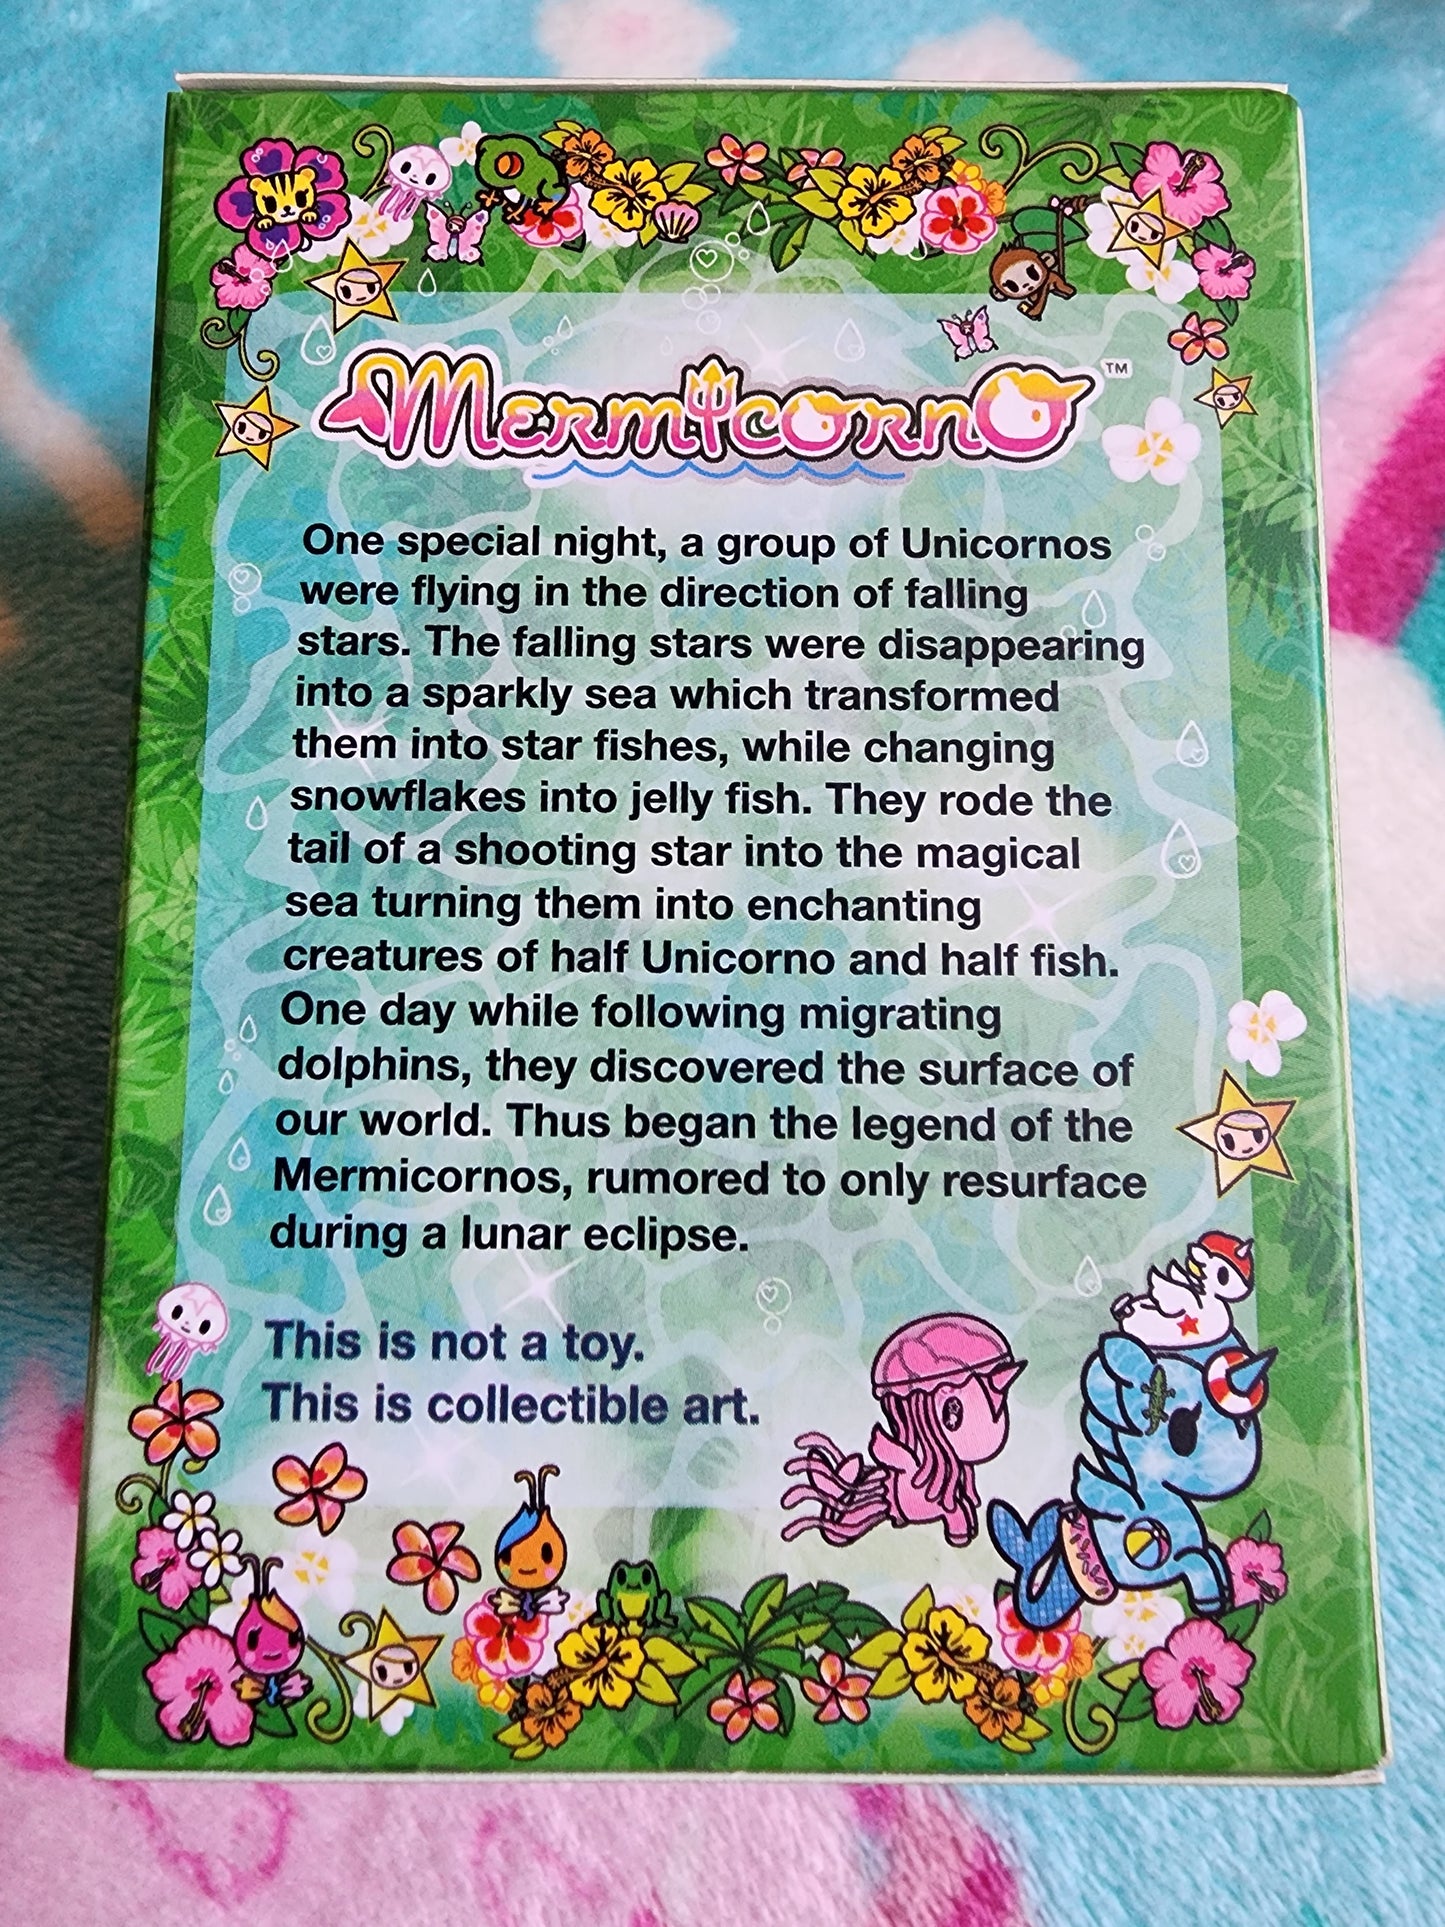 Mermicorno™
One special night, a group of Unicornos
were flying in the direction of falling
stars. The falling stars were disappearing
into a sparkly sea which transformed
them into star fishes, while changing
snowflakes into jelly fish. They rode the
tail of a shooting star into the magical
sea turning them into enchanting
creatures of half Unicorno and half fish.
One day while following migrating
dolphins, they discovered the surface of
our world. Thus began the legend of the
Mermicornos, rumored to only resurface
during a lunar eclipse.
This is not a toy.
This is collectible art.